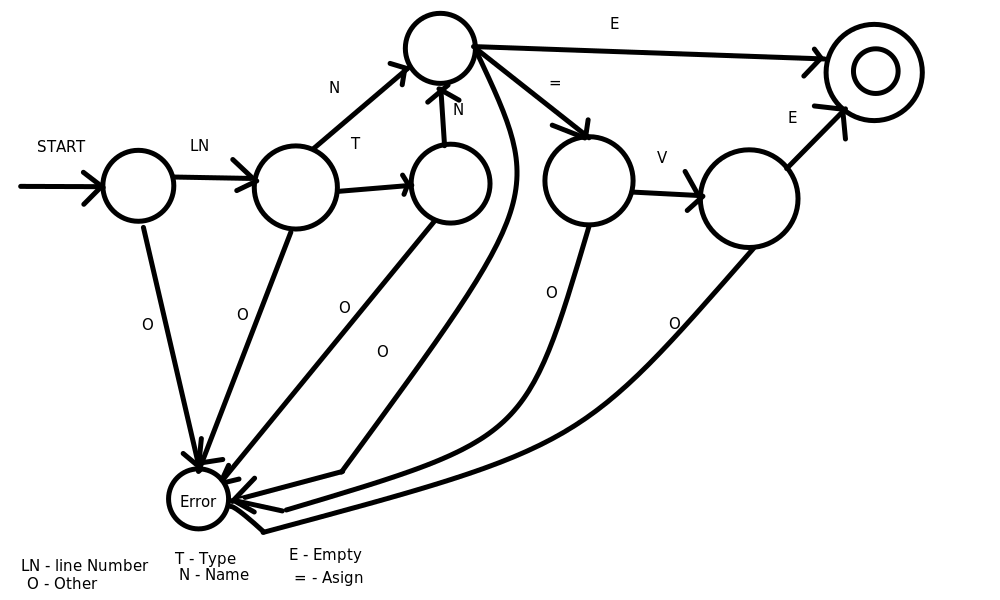 E
N
=
N
START
LN
T
V
E
O
O
O
O
O
O
Error
LN - line Number
O - Other
T - Type
N - Name
E - Empty
= - Asign